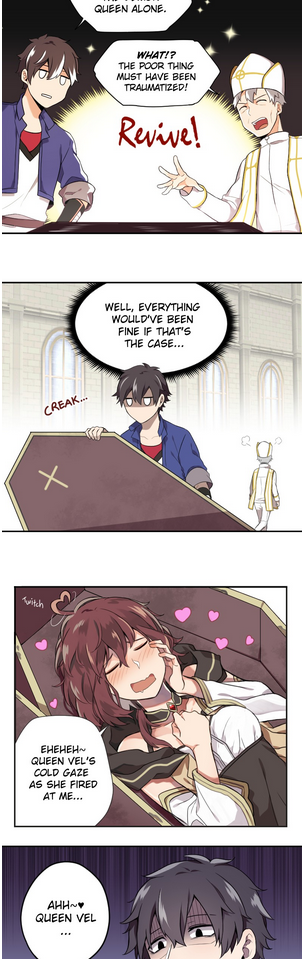 QUEEN ALONE.
WHAT!?
THE POOR THING
MUST HAVE BEEN
TRAUMATIZED!
Revive!
WELL, EVERYTHING
WOULD'VE BEEN
FINE IF THAT'S
THE CASE...
CREAK...
Twitch
EHEHEH~
QUEEN VEL'S
COLD GAZE
AS SHE FIRED
AT ME...
AHH~♥
QUEEN VEL
...